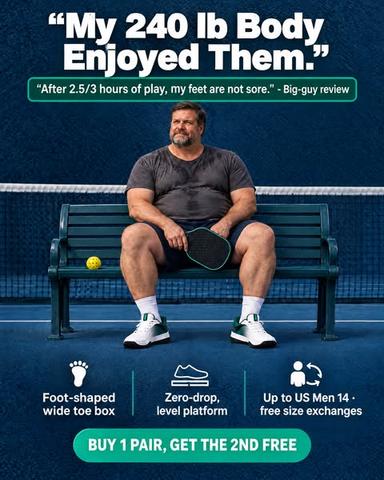 “My 240 lb Body
Enjoyed Them.”
“After 2.5/3 hours of play, my feet are not sore.” - Big-guy review
Foot-shaped
wide toe box
Zero-drop,
level platform
Up to US Men 14 ·
free size exchanges
BUY 1 PAIR, GET THE 2ND FREE